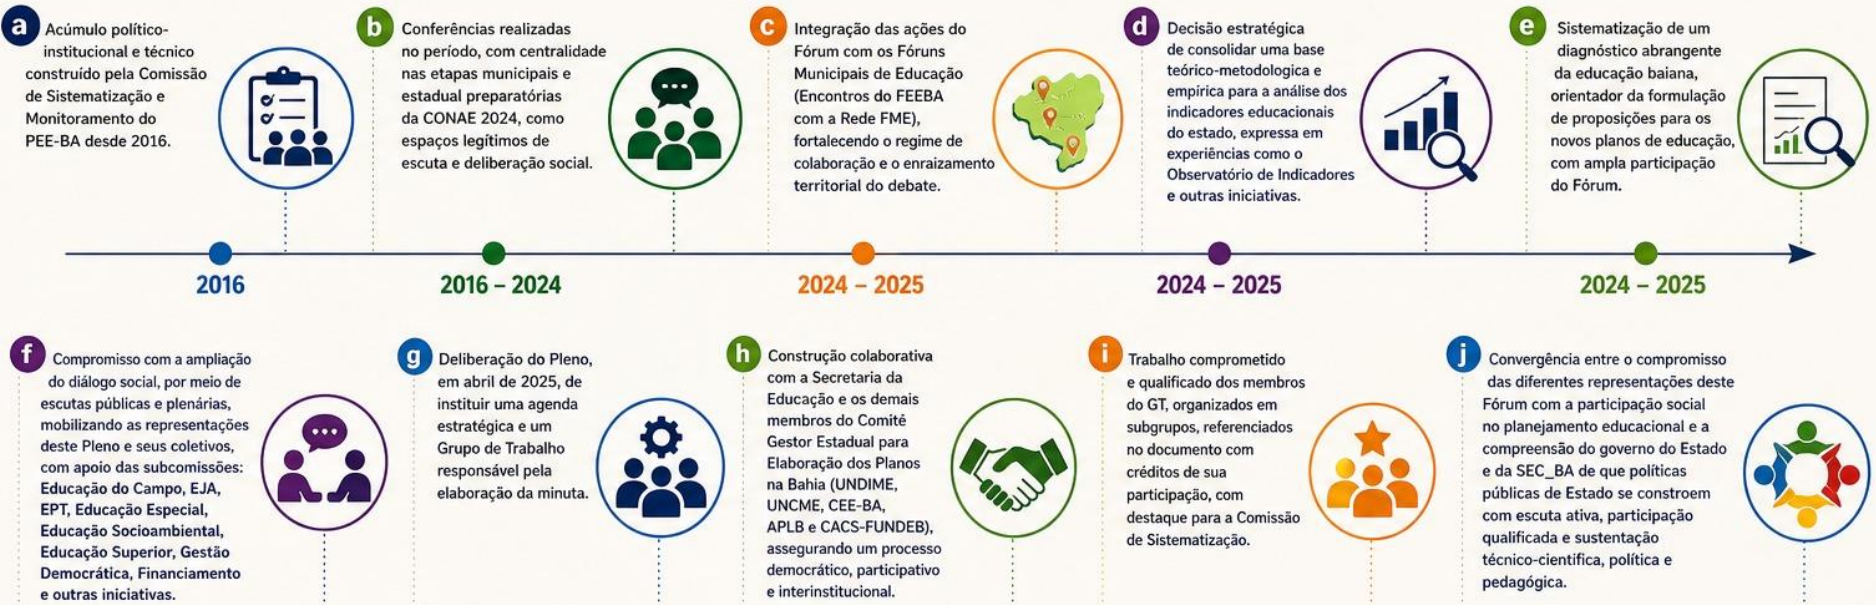 a
Acúmulo político-
institucional e técnico
construído pela Comissão
de Sistematização e
Monitoramento do
PEE-BA desde 2016.
b
Conferências realizadas
no período, com centralidade
nas etapas municipais e
estadual preparatórias
da CONAE 2024, como
espaços legítimos de
escuta e deliberação social.
c
Integração das ações do
Fórum com os Fóruns
Municipais de Educação
(Encontros do FEEBA
com a Rede FME),
fortalecendo o regime de
colaboração e o enraizamento
territorial do debate.
d
Decisão estratégica
de consolidar uma base
teórico-metodologica e
empírica para a análise dos
indicadores educacionais
do estado, expressa em
experiências como o
Observatório de Indicadores
e outras iniciativas.
e
Sistematização de um
diagnóstico abrangente
da educação baiana,
orientador da formulação
de proposições para os
novos planos de educação,
com ampla participação
do Fórum.
2016
2016 – 2024
2024 – 2025
2024 – 2025
2024 – 2025
f
Compromisso com a ampliação
do diálogo social, por meio de
escutas públicas e plenárias,
mobilizando as representações
deste Pleno e seus coletivos,
com apoio das subcomissões:
Educação do Campo, EJA,
EPT, Educação Especial,
Educação Socioambiental,
Educação Superior, Gestão
Democrática, Financiamento
e outras iniciativas.
g
Deliberação do Pleno,
em abril de 2025, de
instituir uma agenda
estratégica e um
Grupo de Trabalho
responsável pela
elaboração da minuta.
h
Construção colaborativa
com a Secretaria da
Educação e os demais
membros do Comitê
Gestor Estadual para
Elaboração dos Planos
na Bahia (UNDIME,
UNCME, CEE-BA,
APLB e CACS-FUNDEB),
assegurando um processo
democrático, participativo
e interinstitucional.
i
Trabalho comprometido
e qualificado dos membros
do GT, organizados em
subgrupos, referenciados
no documento com
créditos de sua
participação, com
destaque para a Comissão
de Sistematização.
j
Convergência entre o compromisso
das diferentes representações deste
Fórum com a participação social
no planejamento educacional e a
compreensão do governo do Estado
e da SEC_BA de que políticas
públicas de Estado se constroem
com escuta ativa, participação
qualificada e sustentação
técnico-científica, política e
pedagógica.